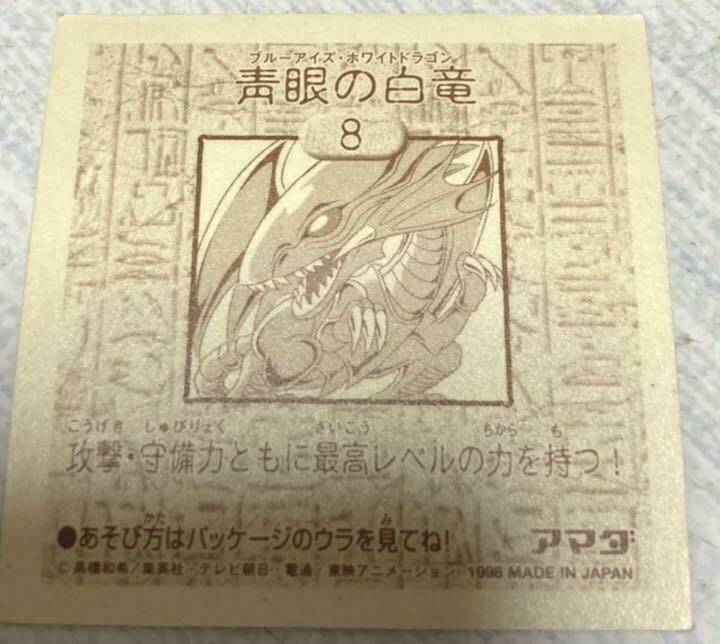 ブルーアイズ・ホワイトドラゴン
青眼の白竜
8
こうげき しゅびりょく さいこう ちから も
攻撃・守備力ともに最高レベルの力を持つ！
かた み
●あそび方はパッケージのウラを見てね！ アマダ
©高橋和希／集英社・テレビ朝日・電通・東映アニメーション 1998 MADE IN JAPAN